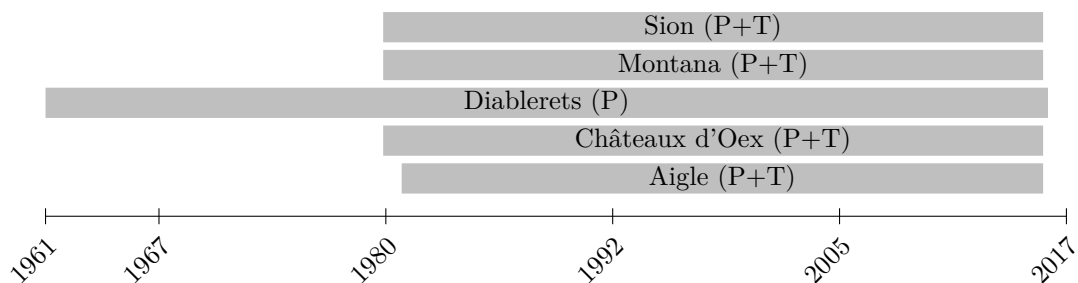 Sion (P+T)
Montana (P+T)
Diablerets (P)
Châteaux d'Oex (P+T)
Aigle (P+T)
1961 1967 1980 1992 2005 2017